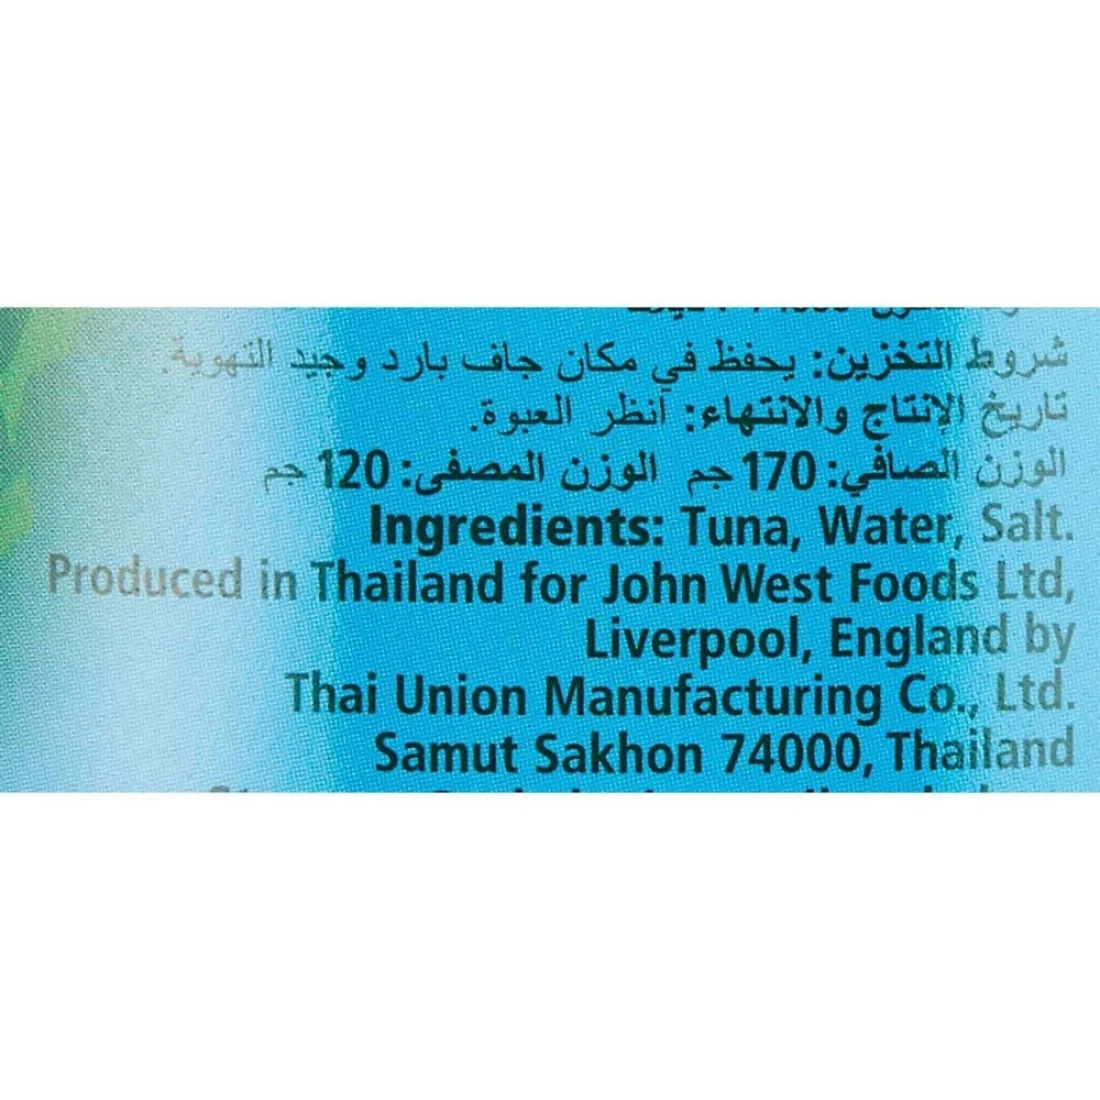 شروط التخزين: يحفظ في مكان جاف بارد وجيد التهوية.
تاريخ الإنتاج والانتهاء: انظر العبوة.
الوزن الصافي: 170 جم الوزن المصفى: 120 جم
Ingredients: Tuna, Water, Salt.
Produced in Thailand for John West Foods Ltd,
Liverpool, England by
Thai Union Manufacturing Co., Ltd.
Samut Sakhon 74000, Thailand